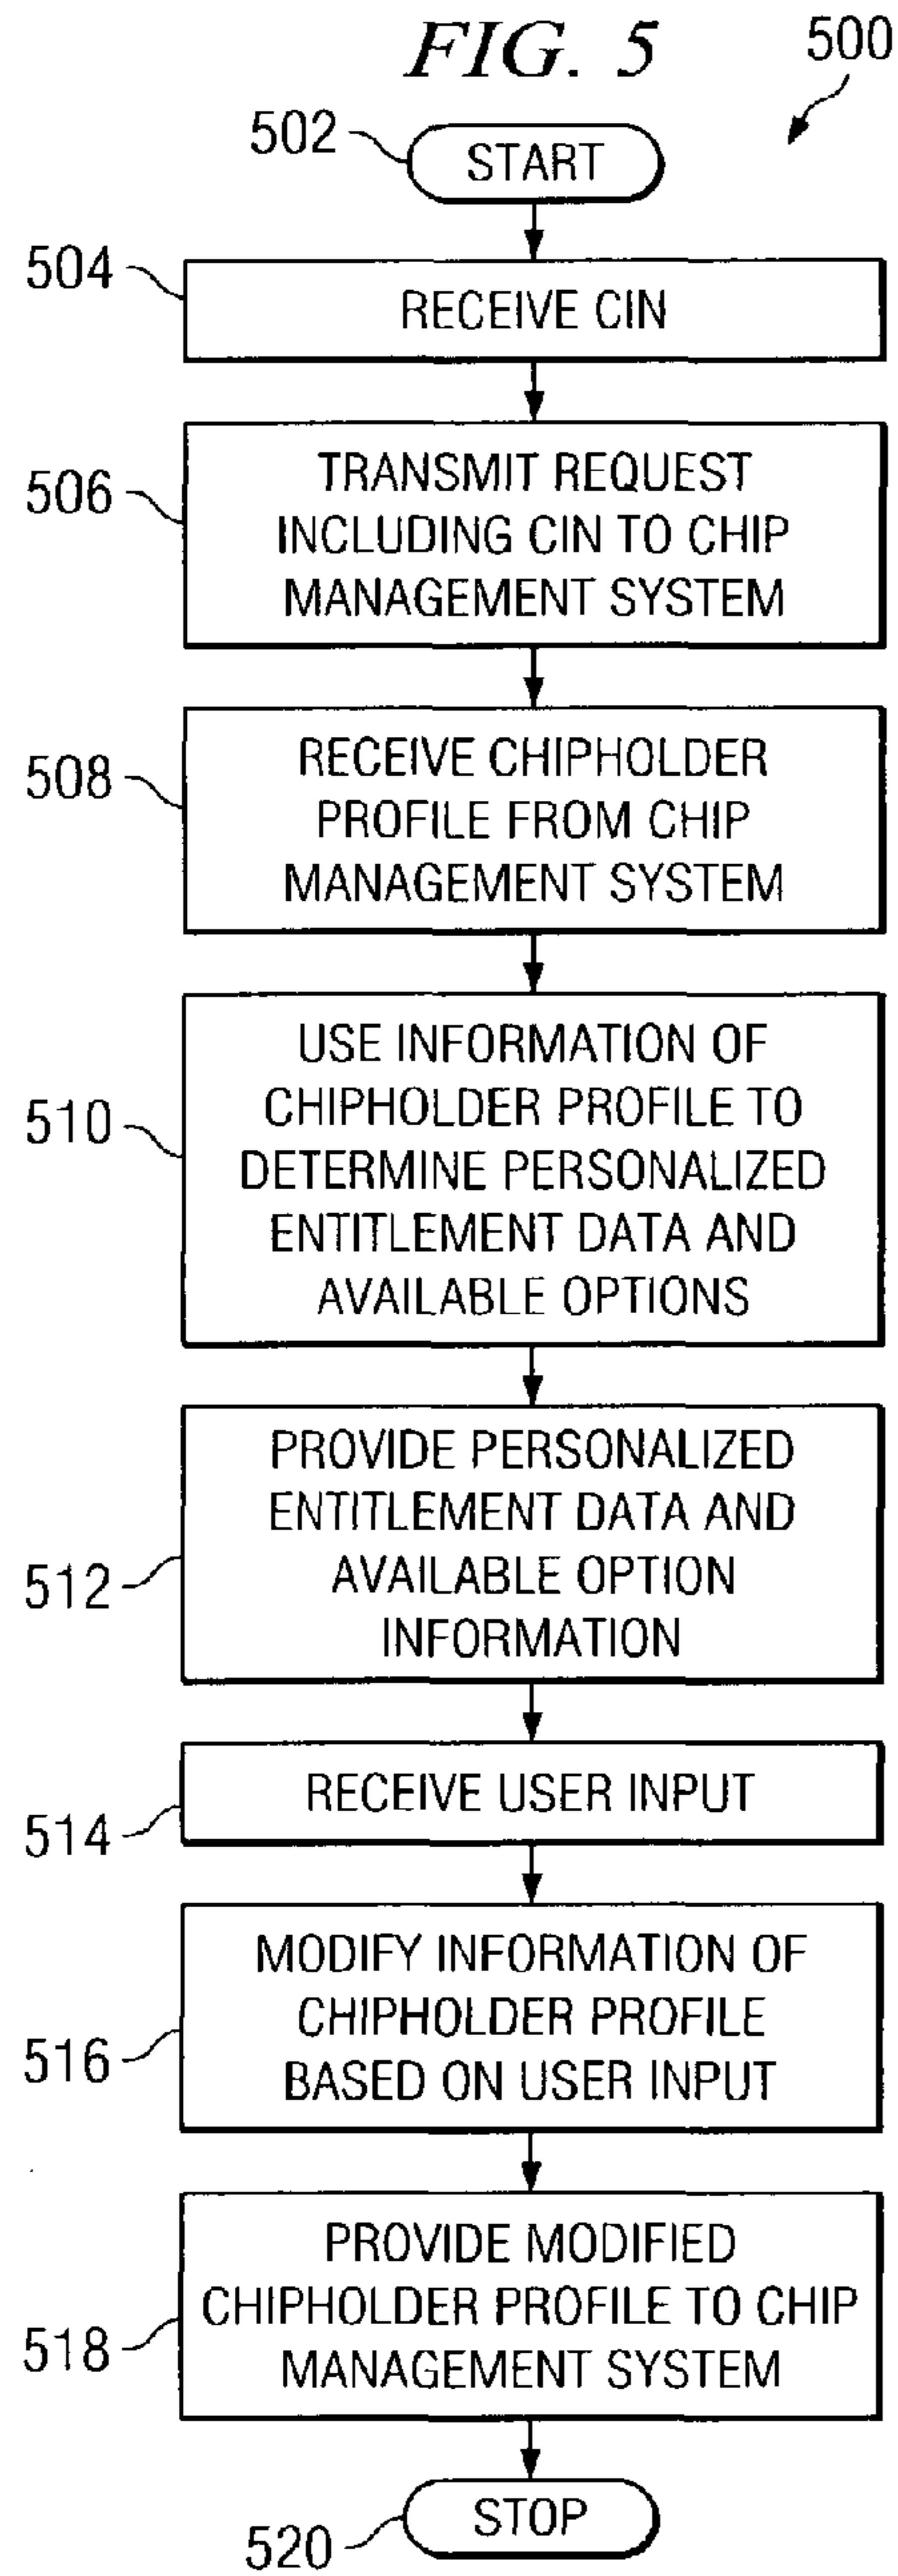 FIG. 5
500
502
START
504
RECEIVE CIN
506
TRANSMIT REQUEST
INCLUDING CIN TO CHIP
MANAGEMENT SYSTEM
508
RECEIVE CHIPHOLDER
PROFILE FROM CHIP
MANAGEMENT SYSTEM
510
USE INFORMATION OF
CHIPHOLDER PROFILE TO
DETERMINE PERSONALIZED
ENTITLEMENT DATA AND
AVAILABLE OPTIONS
512
PROVIDE PERSONALIZED
ENTITLEMENT DATA AND
AVAILABLE OPTION
INFORMATION
514
RECEIVE USER INPUT
516
MODIFY INFORMATION OF
CHIPHOLDER PROFILE
BASED ON USER INPUT
518
PROVIDE MODIFIED
CHIPHOLDER PROFILE TO CHIP
MANAGEMENT SYSTEM
520
STOP